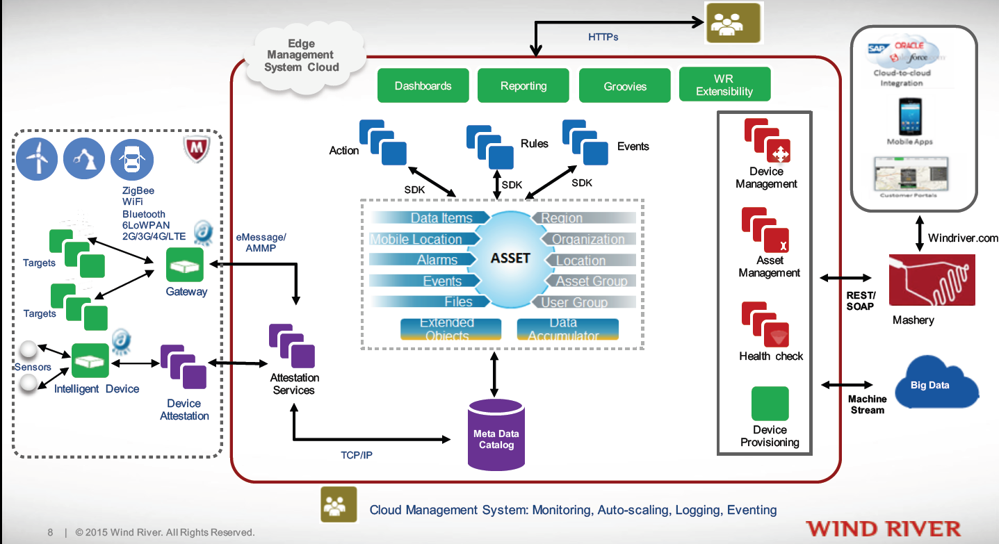 Edge
Management
System Cloud
HTTPs
Dashboards
Reporting
Groovies
WR
Extensibility
SAP
ORACLE
salesforce.com
Cloud-to-cloud
Integration
Mobile Apps
Customer Portals
Windriver.com
Mashery
REST/
SOAP
Big Data
Machine
Stream
M
ZigBee
WiFi
Bluetooth
6LoWPAN
2G/3G/4G/LTE
a
Targets
Gateway
Targets
a
Sensors
Intelligent Device
Device
Attestation
eMessage/
AMMP
Action
Rules
Events
SDK
SDK
SDK
Data Items
Mobile Location
Alarms
Events
Files
ASSET
Region
Organization
Location
Asset Group
User Group
Extended
Objects
Data
Accumulator
Attestation
Services
TCP/IP
Meta Data
Catalog
Device
Management
Asset
Management
Health check
Device
Provisioning
Cloud Management System: Monitoring, Auto-scaling, Logging, Eventing
8 | © 2015 Wind River. All Rights Reserved.
WIND RIVER